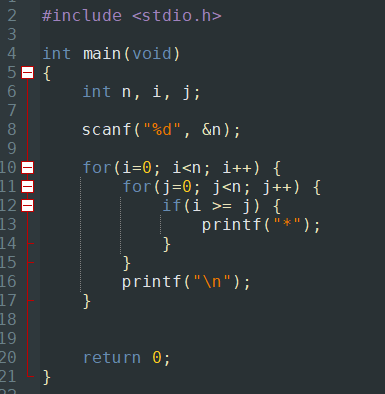 2 #include <stdio.h>
3
4 int main(void)
5 {
6     int n, i, j;
7
8     scanf("%d", &n);
9
10     for(i=0; i<n; i++) {
11         for(j=0; j<n; j++) {
12             if(i >= j) {
13                 printf("*");
14             }
15         }
16         printf("\n");
17     }
18
19
20     return 0;
21 }